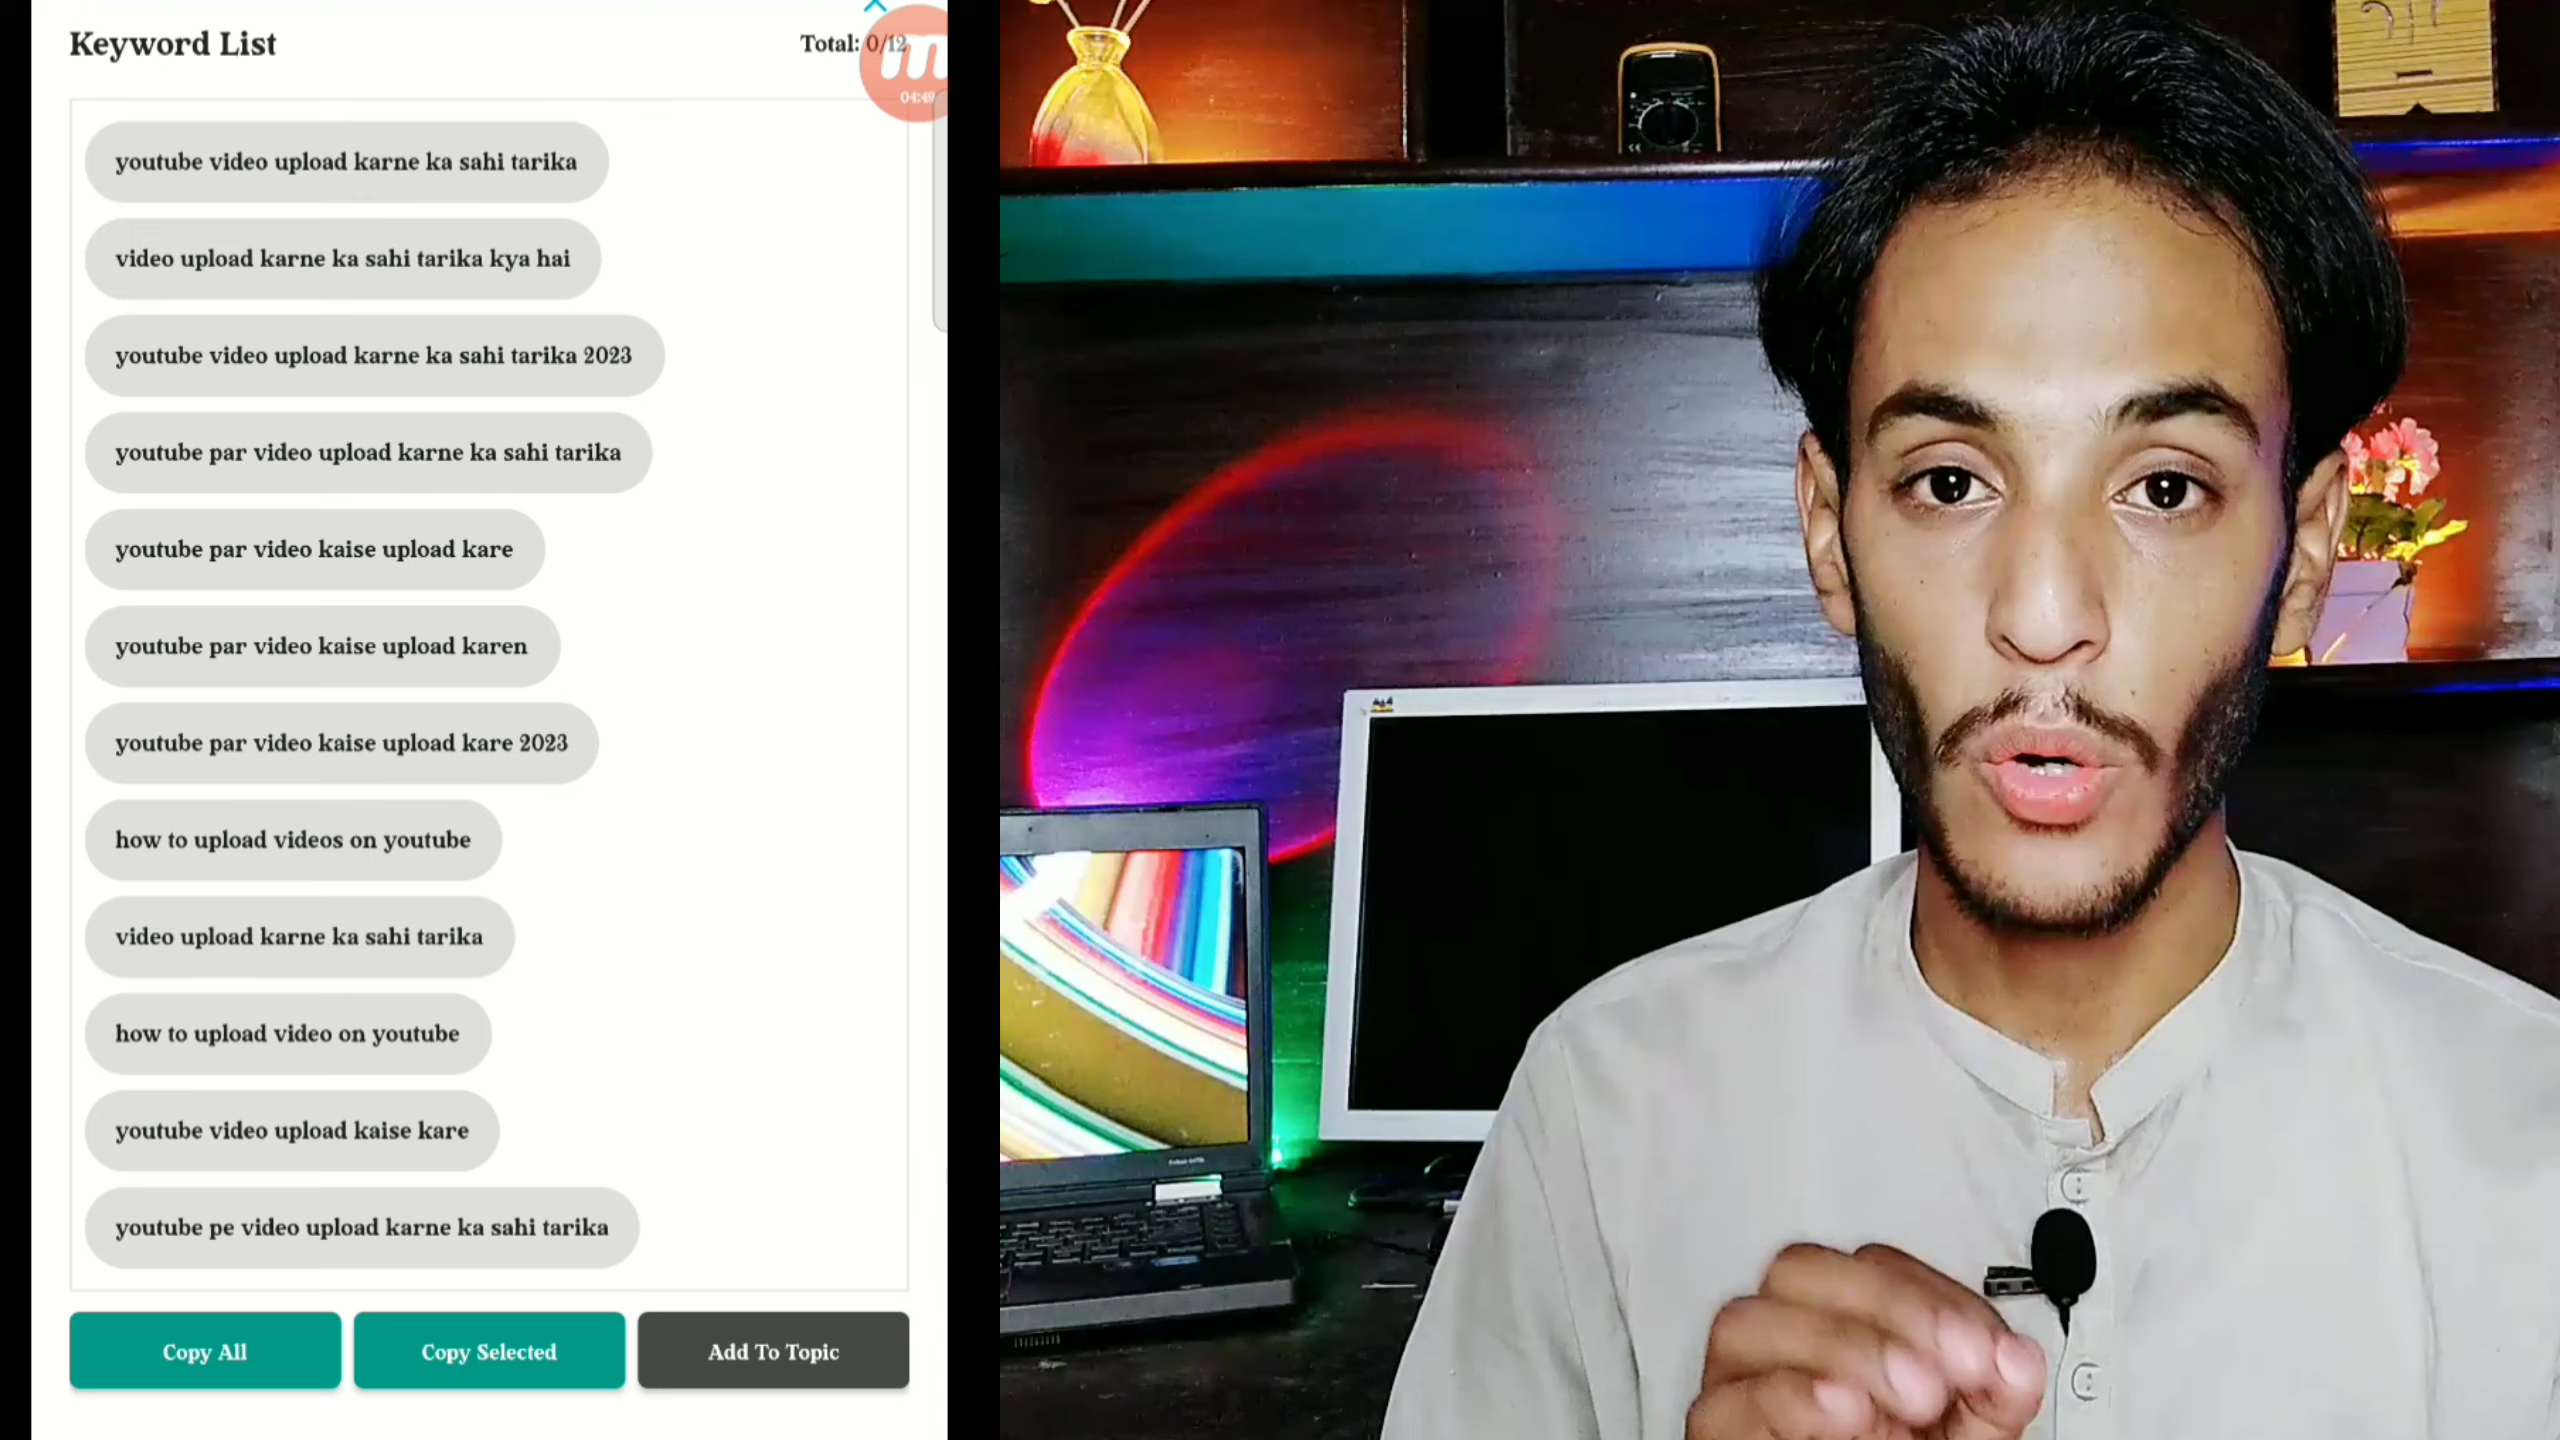 Keyword List
Total: 0/12
m
04:49
youtube video upload karne ka sahi tarika
video upload karne ka sahi tarika kya hai
youtube video upload karne ka sahi tarika 2023
youtube par video upload karne ka sahi tarika
youtube par video kaise upload kare
youtube par video kaise upload karen
youtube par video kaise upload kare 2023
how to upload videos on youtube
video upload karne ka sahi tarika
how to upload video on youtube
youtube video upload kaise kare
youtube pe video upload karne ka sahi tarika
Copy All
Copy Selected
Add To Topic